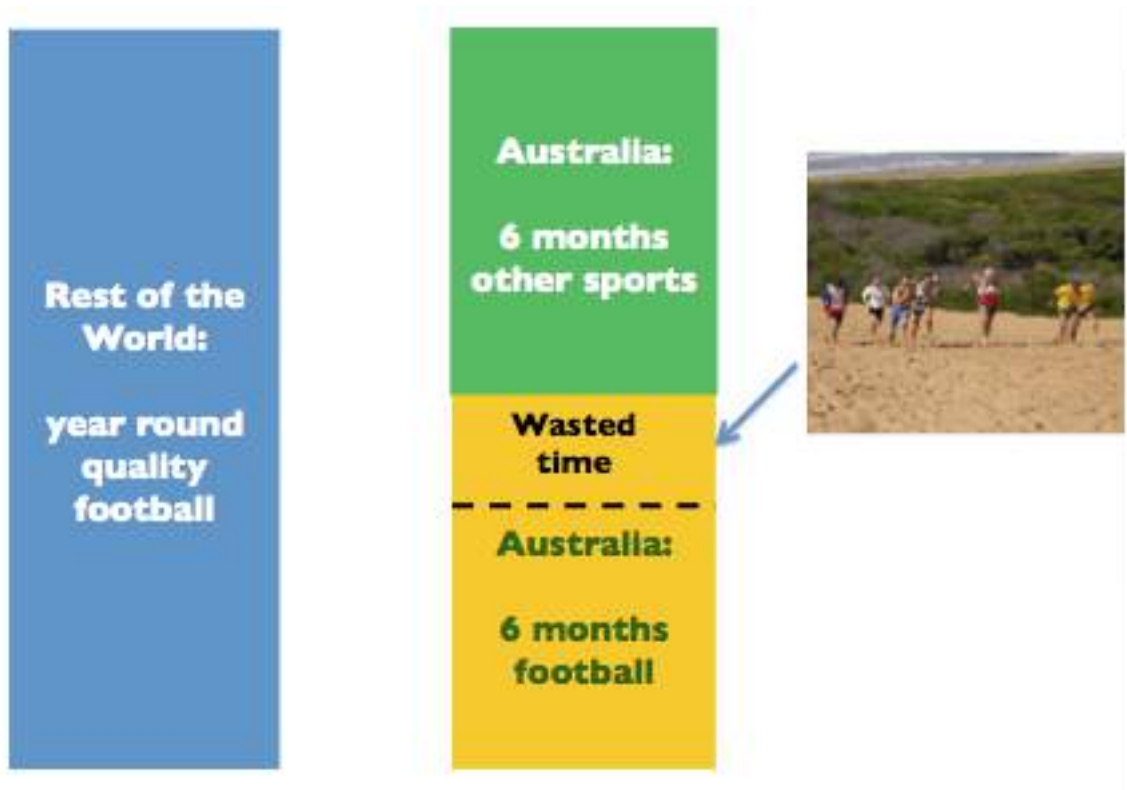 Rest of the
World:
year round
quality
football
Australia:
6 months
other sports
Wasted
time
Australia:
6 months
football